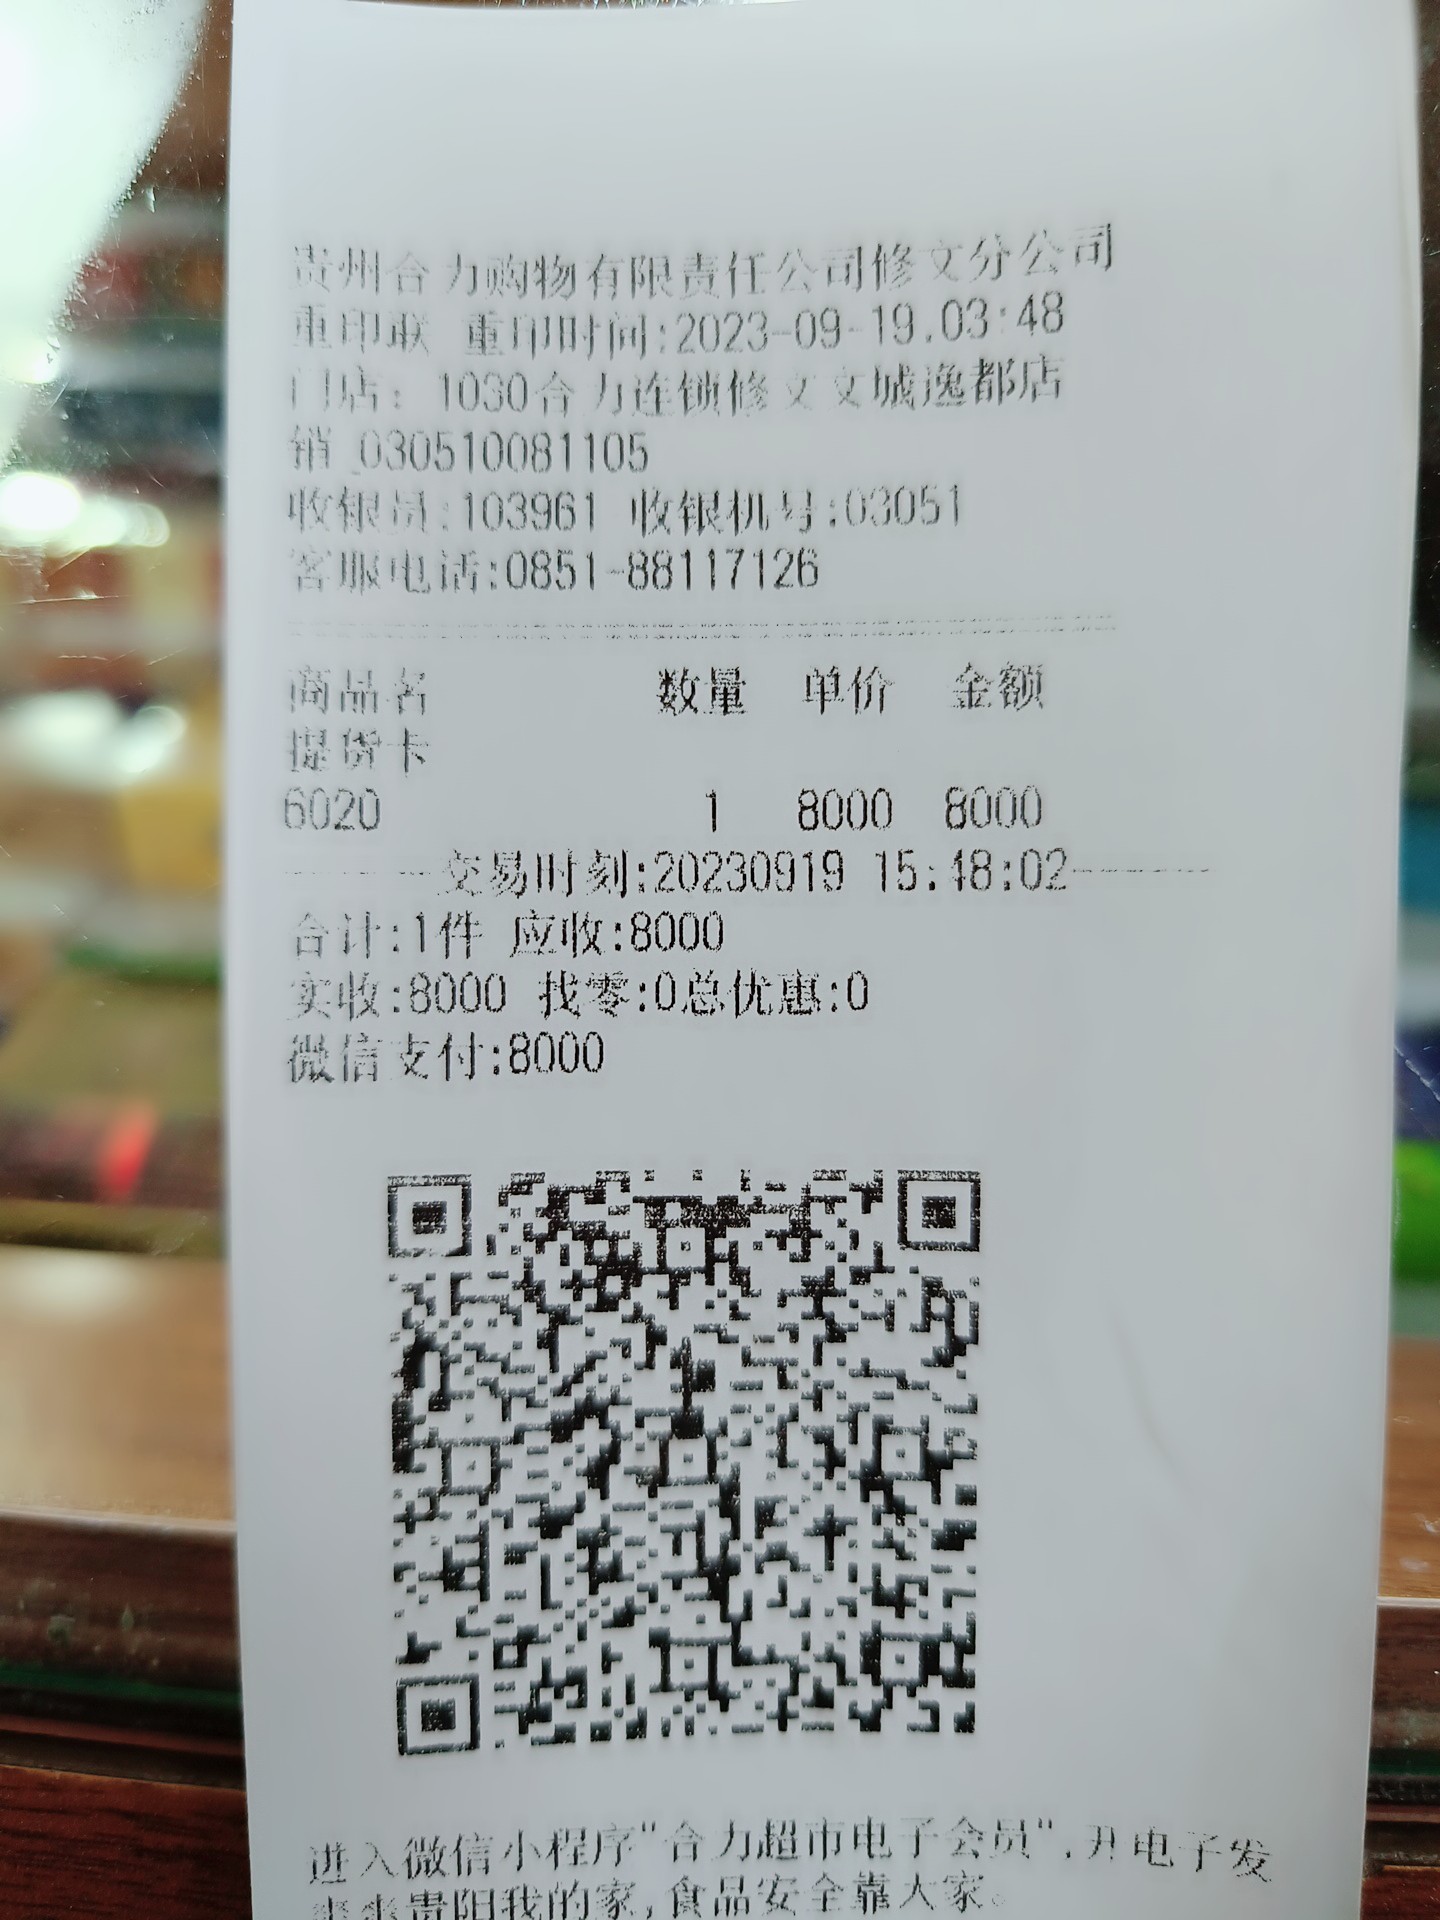 贵州合力购物有限责任公司修文分公司
重印联 重印时间:2023-09-19.03:48
门店: 1030合力连锁修文文城逸都店
销_030510081105
收银员:103961 收银机号:03051
客服电话:0851-88117126
商品名 数量 单价 金额
提货卡
6020 1 8000 8000
------交易时刻:20230919 15:48:02------
合计:1件 应收:8000
实收:8000 找零:0总优惠:0
微信支付:8000
进入微信小程序"合力超市电子会员",开电子发
贵阳我的家,食品安全靠大家。